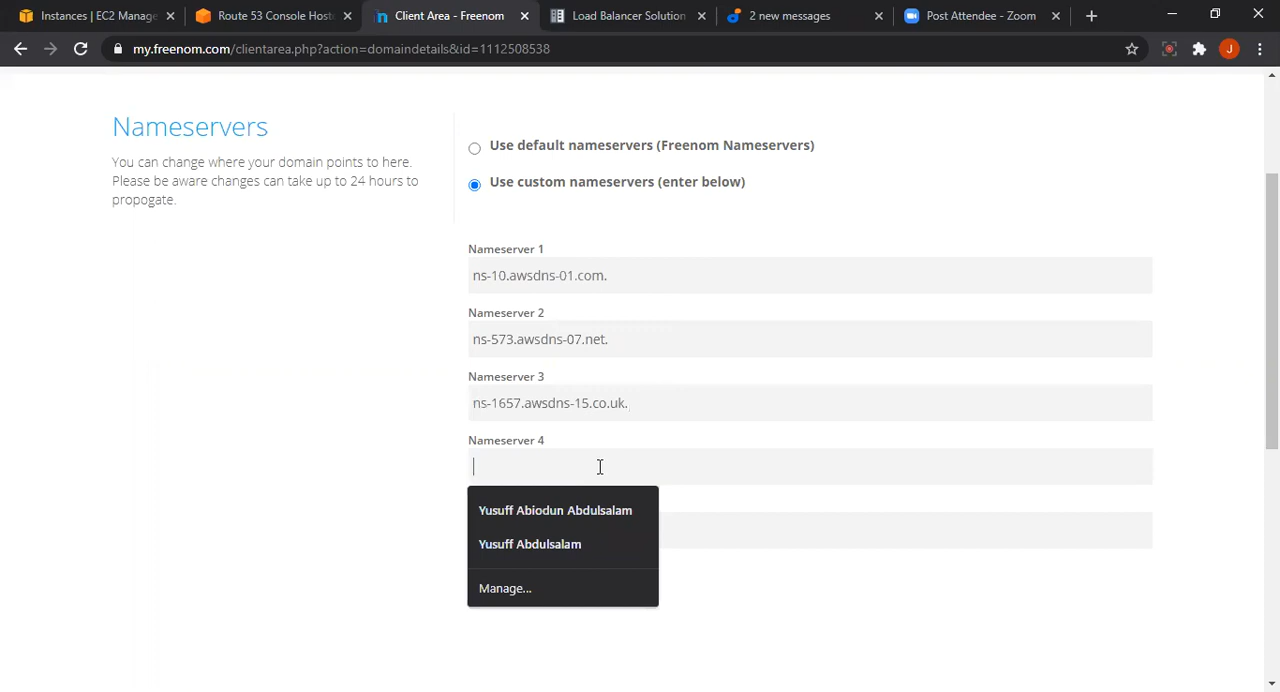 Instances | EC2 Manage
Route 53 Console Host
Client Area - Freenom
Load Balancer Solution
2 new messages
Post Attendee - Zoom
my.freenom.com/clientarea.php?action=domaindetails&id=1112508538
J
Nameservers
You can change where your domain points to here.
Please be aware changes can take up to 24 hours to
propogate.
Use default nameservers (Freenom Nameservers)
Use custom nameservers (enter below)
Nameserver 1
ns-10.awsdns-01.com.
Nameserver 2
ns-573.awsdns-07.net.
Nameserver 3
ns-1657.awsdns-15.co.uk.
Nameserver 4
Yusuff Abiodun Abdulsalam
Yusuff Abdulsalam
Manage...